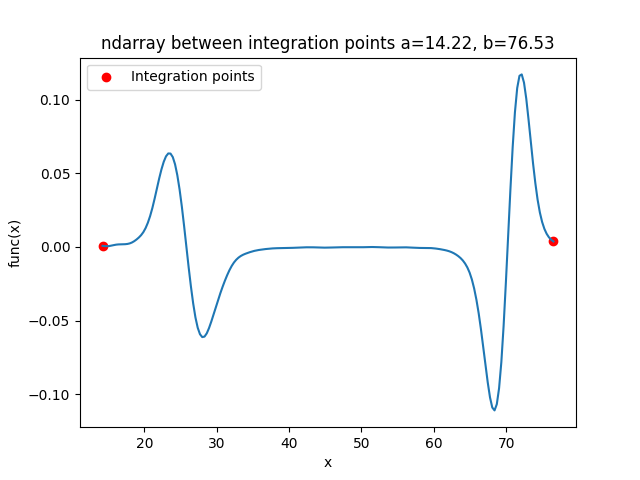 ndarray between integration points a=14.22, b=76.53
Integration points
0.10
0.05
0.00
−0.05
−0.10
func(x)
20 30 40 50 60 70
x